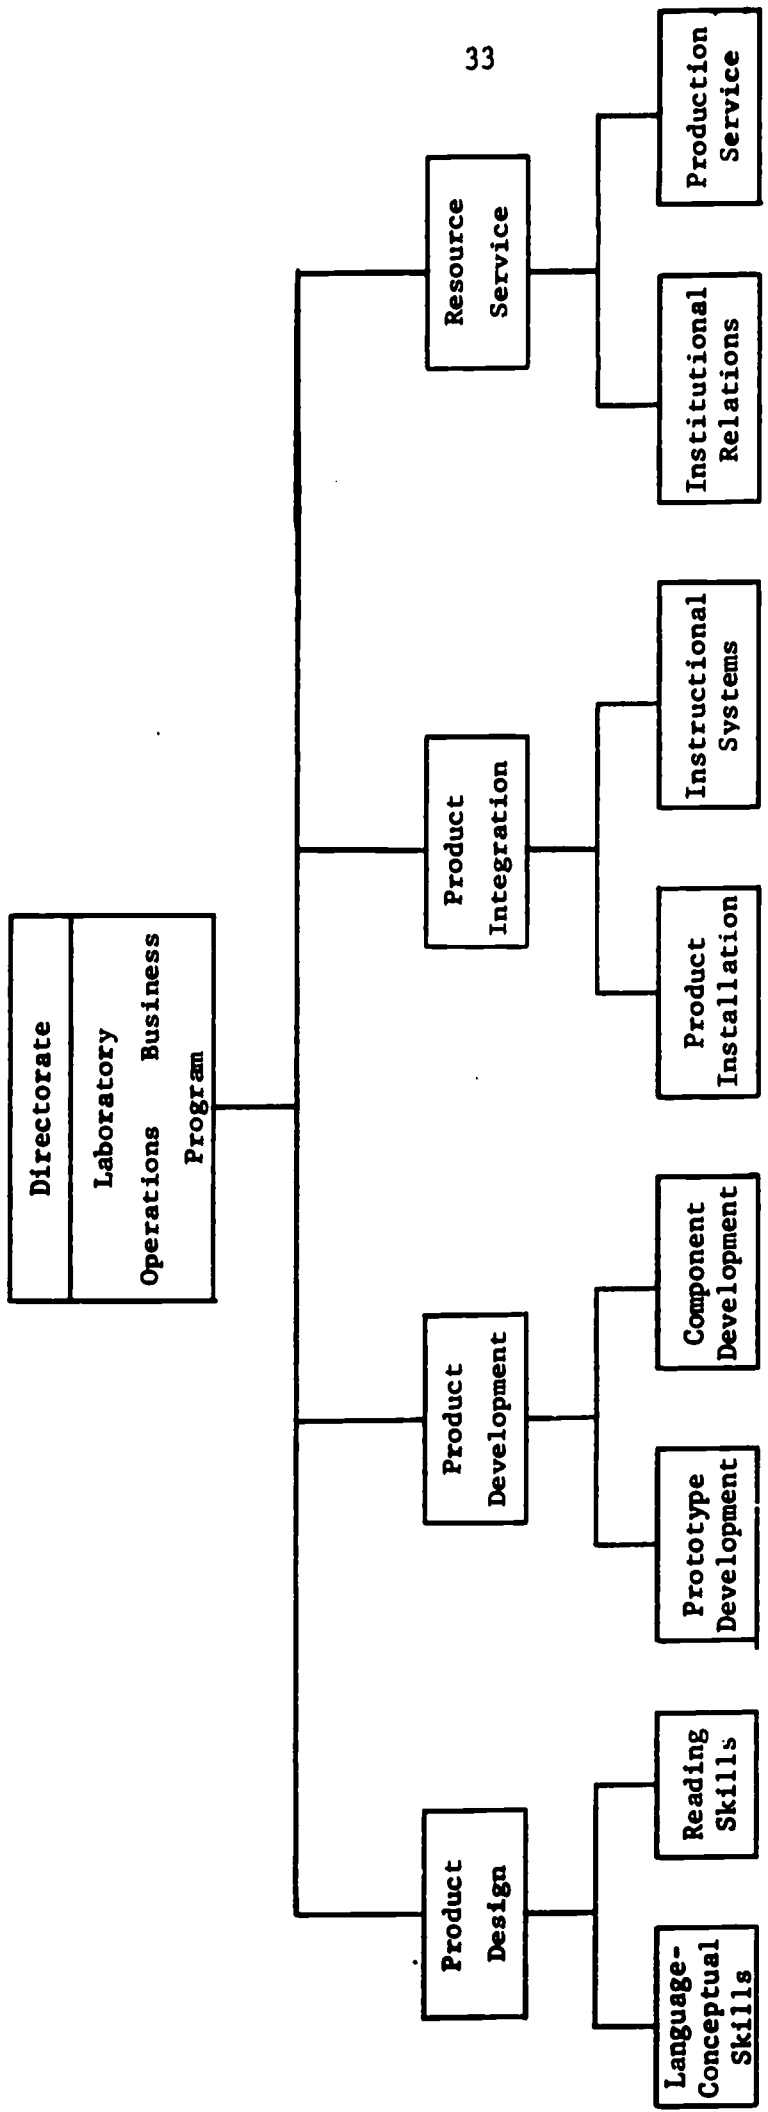 33
Directorate
Laboratory
Operations Business
Program
Product
Design
Product
Development
Product
Integration
Resource
Service
Language-
Conceptual
Skills
Reading
Skills
Prototype
Development
Component
Development
Product
Installation
Instructional
Systems
Institutional
Relations
Production
Service